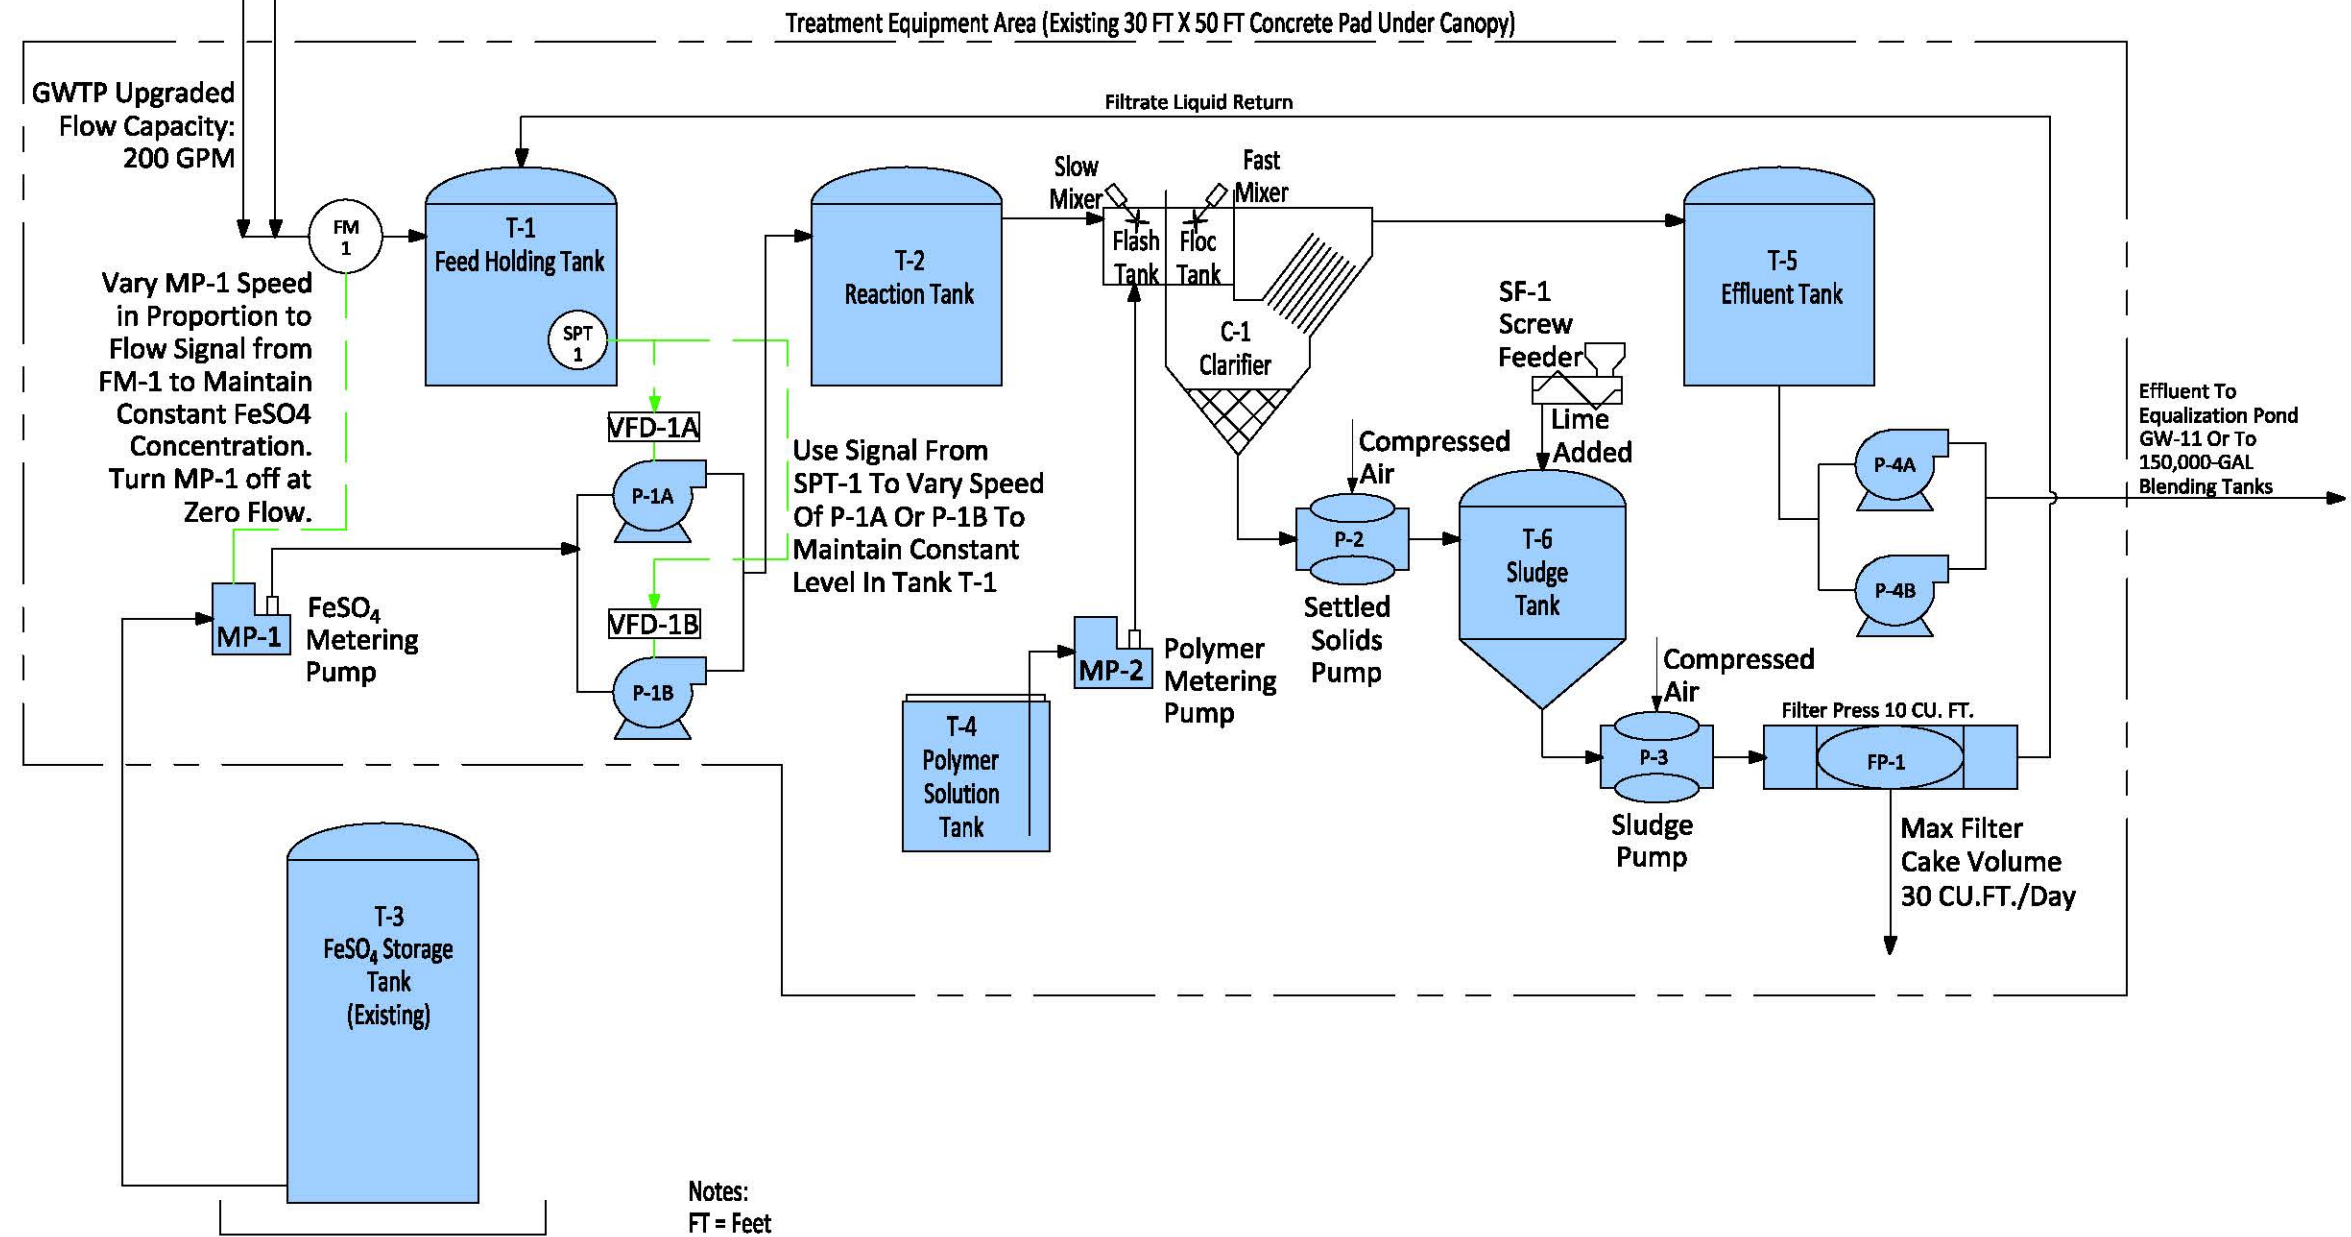 Treatment Equipment Area (Existing 30 FT X 50 FT Concrete Pad Under Canopy)
GWTP Upgraded
Flow Capacity:
200 GPM
Filtrate Liquid Return
FM
1
T-1
Feed Holding Tank
SPT
1
T-2
Reaction Tank
Slow
Mixer
Fast
Mixer
Flash
Tank
Floc
Tank
C-1
Clarifier
T-5
Effluent Tank
SF-1
Screw
Feeder
Lime
Added
Vary MP-1 Speed
in Proportion to
Flow Signal from
FM-1 to Maintain
Constant FeSO4
Concentration.
Turn MP-1 off at
Zero Flow.
VFD-1A
P-1A
Use Signal From
SPT-1 To Vary Speed
Of P-1A Or P-1B To
Maintain Constant
Level In Tank T-1
VFD-1B
P-1B
MP-1
FeSO₄
Metering
Pump
Compressed
Air
P-2
Settled
Solids
Pump
T-6
Sludge
Tank
P-4A
P-4B
Effluent To
Equalization Pond
GW-11 Or To
150,000-GAL
Blending Tanks
MP-2
Polymer
Metering
Pump
T-4
Polymer
Solution
Tank
Compressed
Air
P-3
Sludge
Pump
Filter Press 10 CU. FT.
FP-1
Max Filter
Cake Volume
30 CU.FT./Day
T-3
FeSO₄ Storage
Tank
(Existing)
Notes:
FT = Feet